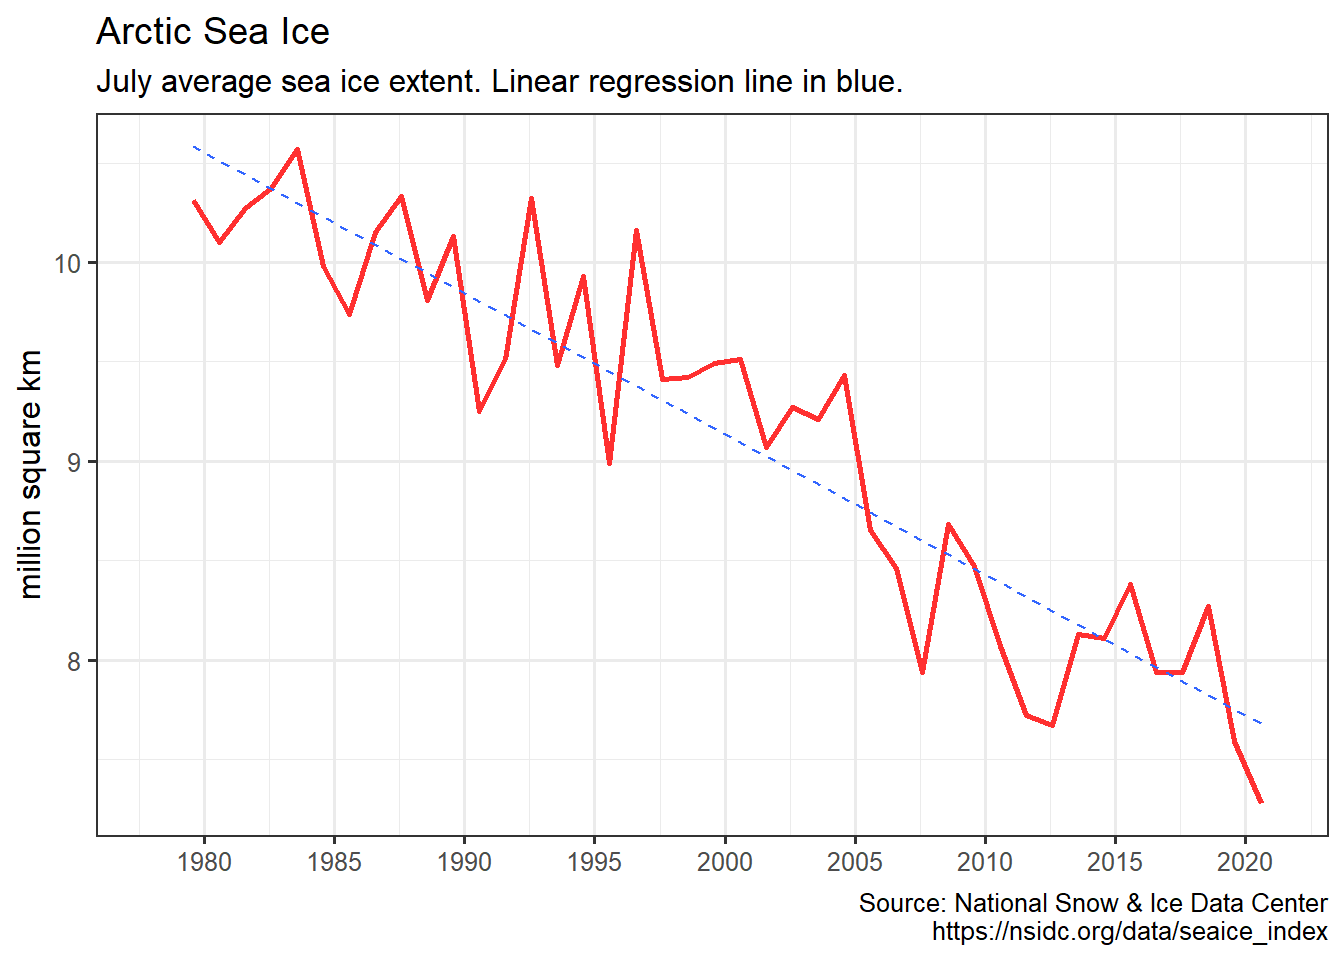 Arctic Sea Ice
July average sea ice extent. Linear regression line in blue.
million square km
10
9
8
1980 1985 1990 1995 2000 2005 2010 2015 2020
Source: National Snow & Ice Data Center
https://nsidc.org/data/seaice_index